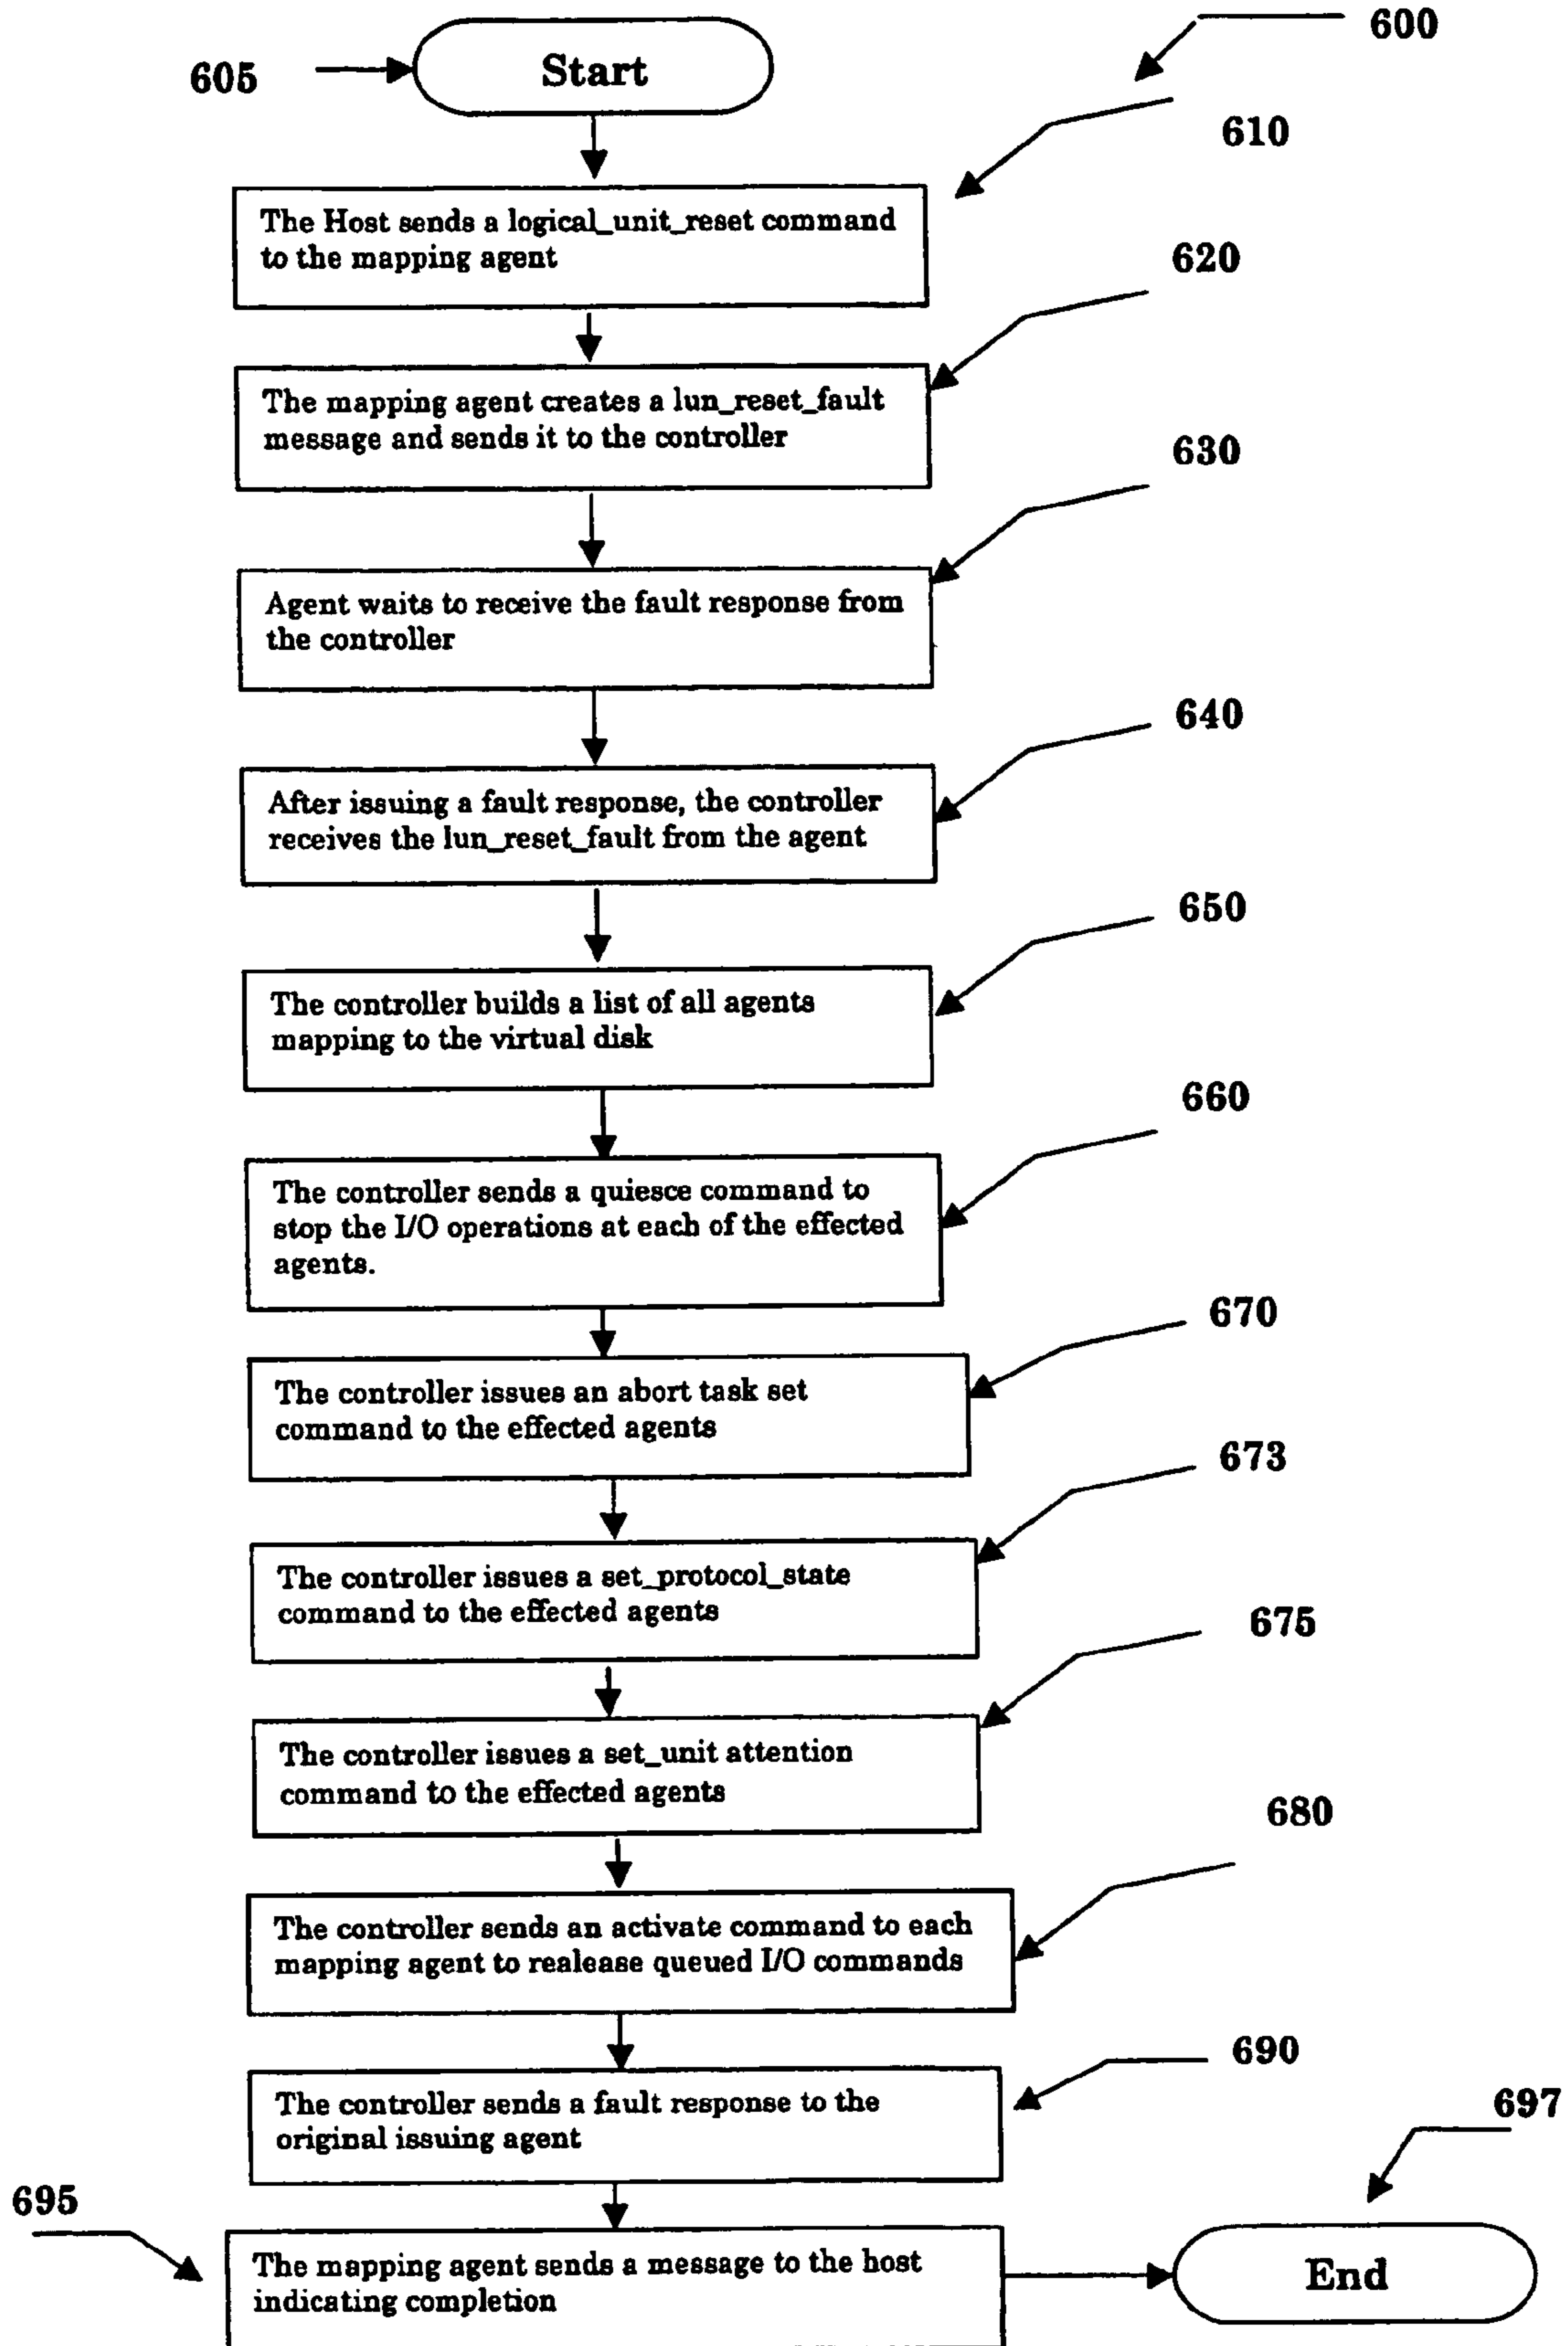 600
605
Start
610
The Host sends a logical_unit_reset command
to the mapping agent
620
The mapping agent creates a lun_reset_fault
message and sends it to the controller
630
Agent waits to receive the fault response from
the controller
640
After issuing a fault response, the controller
receives the lun_reset_fault from the agent
650
The controller builds a list of all agents
mapping to the virtual disk
660
The controller sends a quiesce command to
stop the I/O operations at each of the effected
agents.
670
The controller issues an abort task set
command to the effected agents
673
The controller issues a set_protocol_state
command to the effected agents
675
The controller issues a set_unit attention
command to the effected agents
680
The controller sends an activate command to each
mapping agent to realease queued I/O commands
690
The controller sends a fault response to the
original issuing agent
697
695
The mapping agent sends a message to the host
indicating completion
End